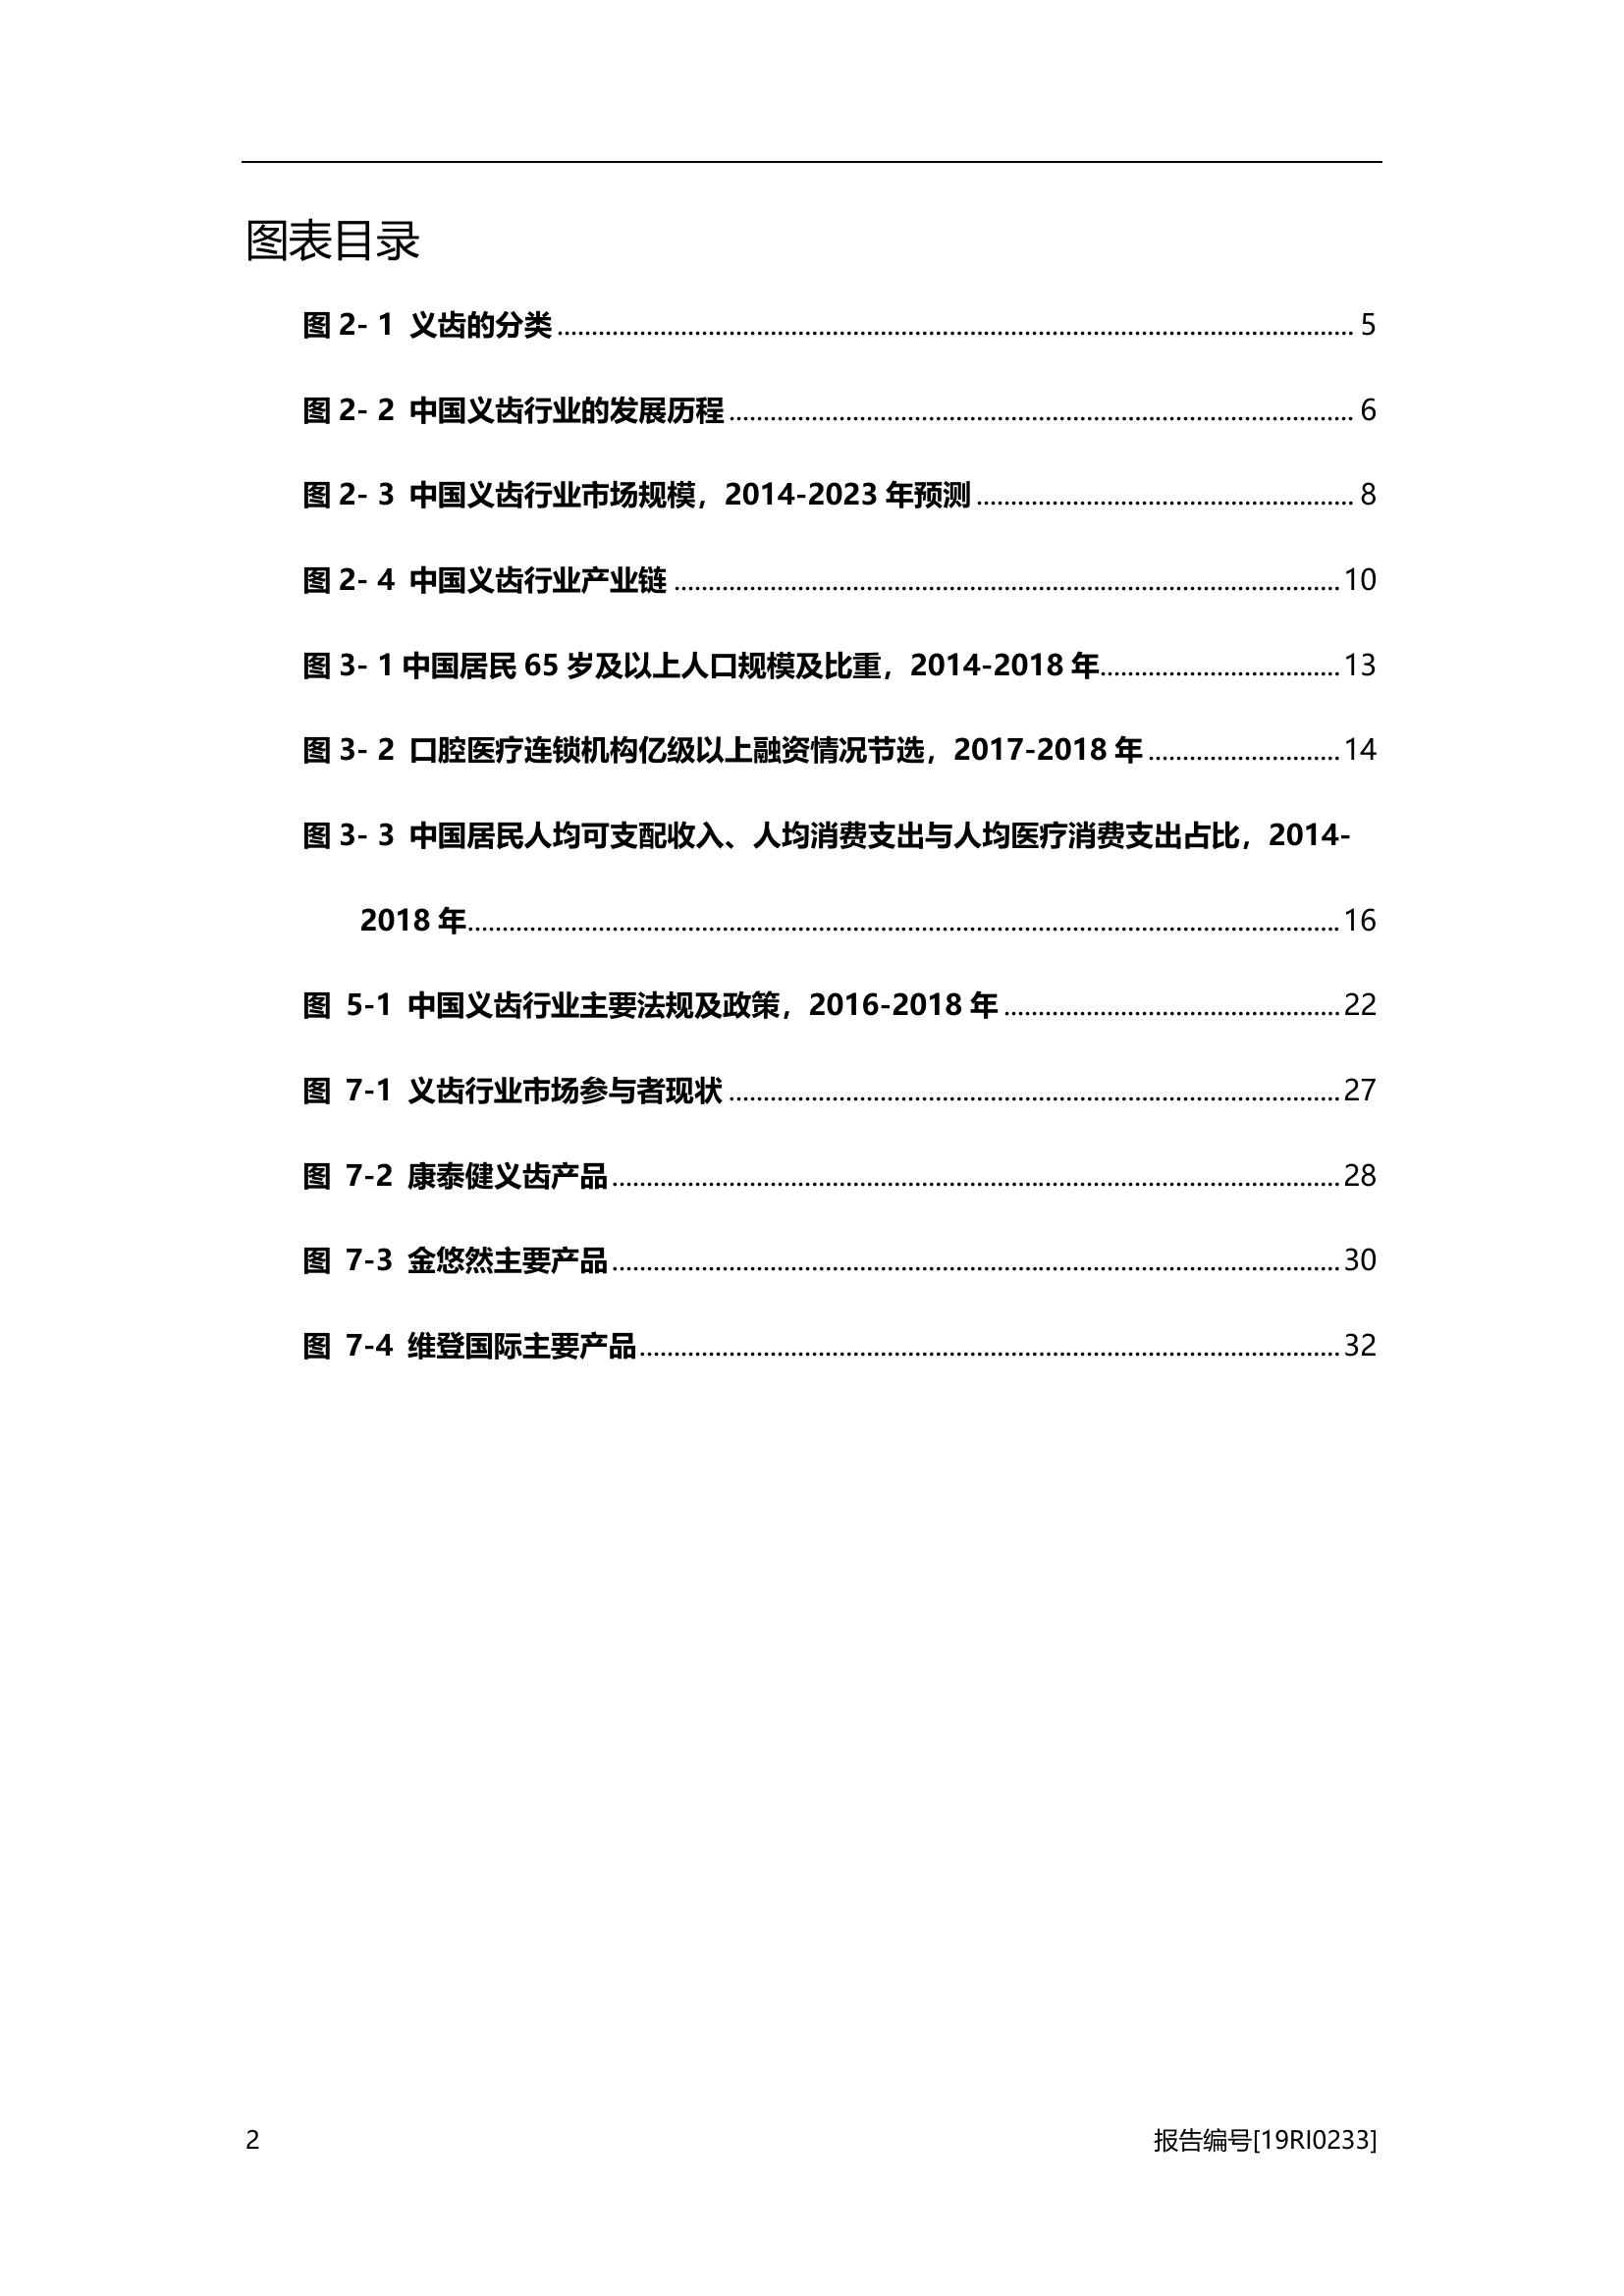 图表目录
图 2- 1 义齿的分类 ........ 5
图 2- 2 中国义齿行业的发展历程 ........ 6
图 2- 3 中国义齿行业市场规模，2014-2023 年预测 ........ 8
图 2- 4 中国义齿行业产业链 ........ 10
图 3- 1 中国居民 65 岁及以上人口规模及比重，2014-2018 年 ........ 13
图 3- 2 口腔医疗连锁机构亿级以上融资情况节选，2017-2018 年 ........ 14
图 3- 3 中国居民人均可支配收入、人均消费支出与人均医疗消费支出占比，2014-
2018 年 ........ 16
图 5-1 中国义齿行业主要法规及政策，2016-2018 年 ........ 22
图 7-1 义齿行业市场参与者现状 ........ 27
图 7-2 康泰健义齿产品 ........ 28
图 7-3 金悠然主要产品 ........ 30
图 7-4 维登国际主要产品 ........ 32
2 报告编号[19RI0233]